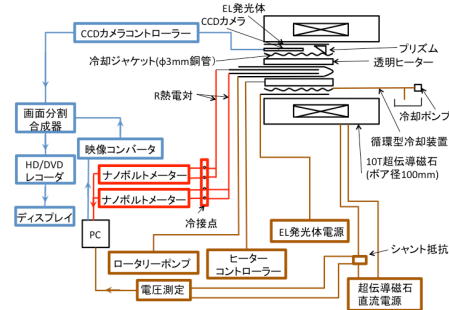 EL発光体
CCDカメラ
CCDカメラコントローラー
プリズム
透明ヒーター
冷却ジャケット(φ3mm銅管)
R熱電対
冷却ポンプ
画面分割
合成器
循環型冷却装置
映像コンバータ
10T超伝導磁石
(ボア径100mm)
HD/DVD
レコーダ
ナノボルトメーター
ナノボルトメーター
ディスプレイ
冷接点
PC
EL発光体電源
シャント抵抗
ロータリーポンプ
ヒーター
コントローラー
電圧測定
超伝導磁石
直流電源